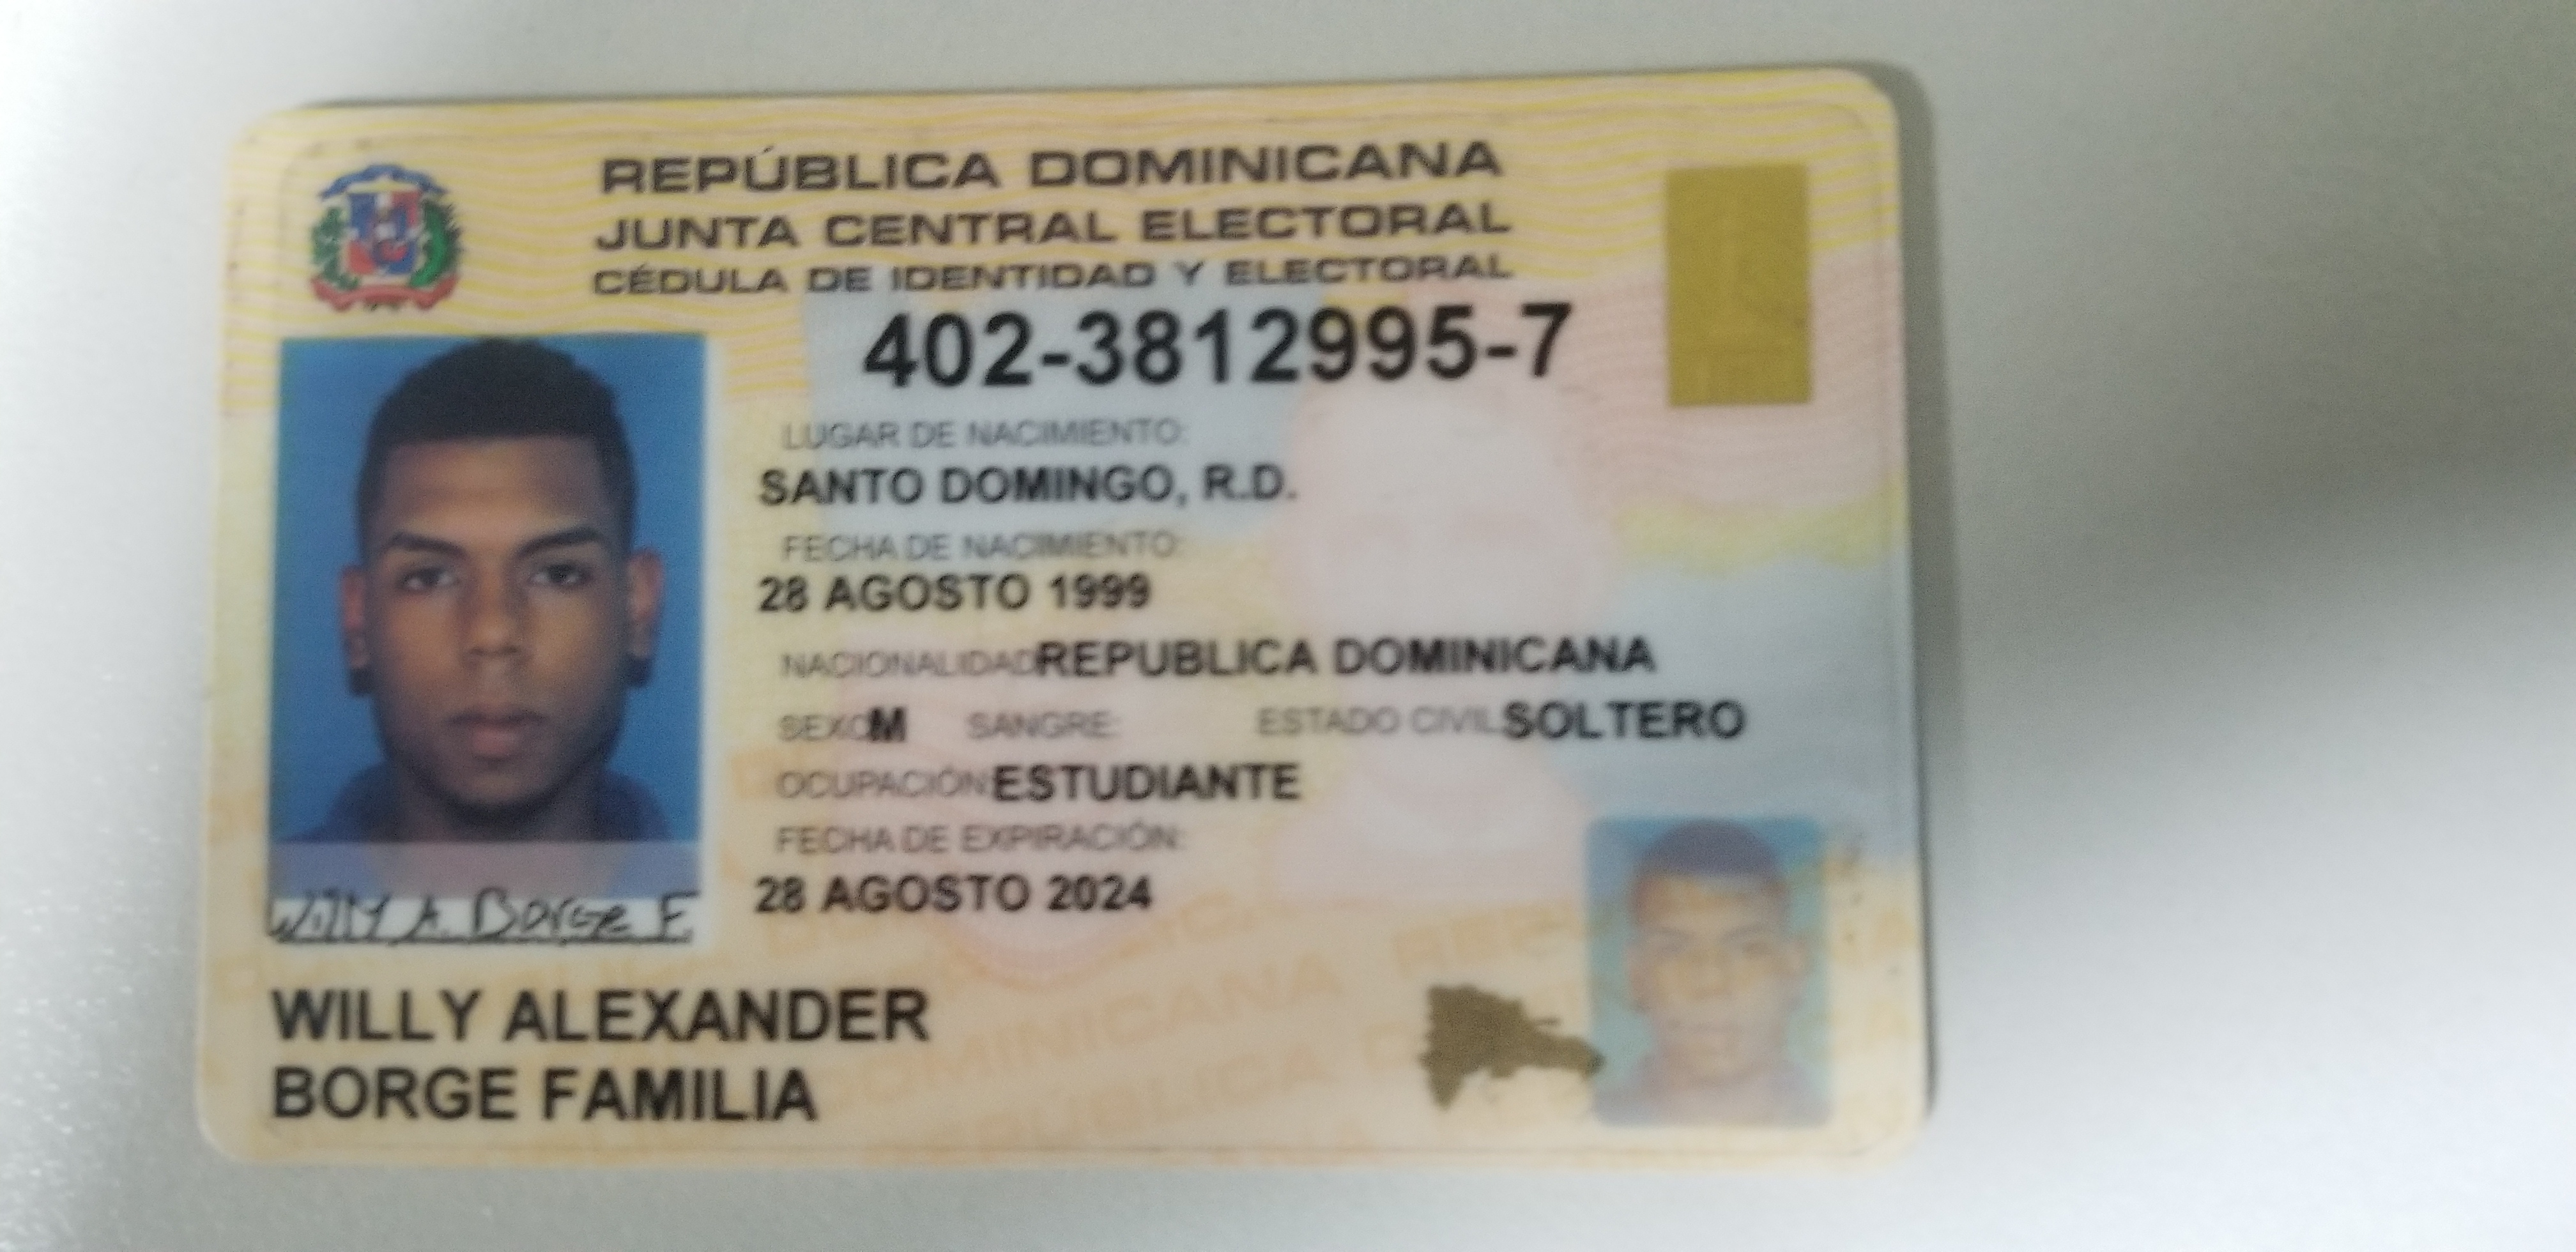 REPÚBLICA DOMINICANA
JUNTA CENTRAL ELECTORAL
CÉDULA DE IDENTIDAD Y ELECTORAL
402-3812995-7
LUGAR DE NACIMIENTO:
SANTO DOMINGO, R.D.
FECHA DE NACIMIENTO:
28 AGOSTO 1999
NACIONALIDAD REPUBLICA DOMINICANA
SEXO M SANGRE: ESTADO CIVIL SOLTERO
OCUPACIÓN: ESTUDIANTE
FECHA DE EXPIRACIÓN:
28 AGOSTO 2024
Willy A. Borge F.
WILLY ALEXANDER
BORGE FAMILIA